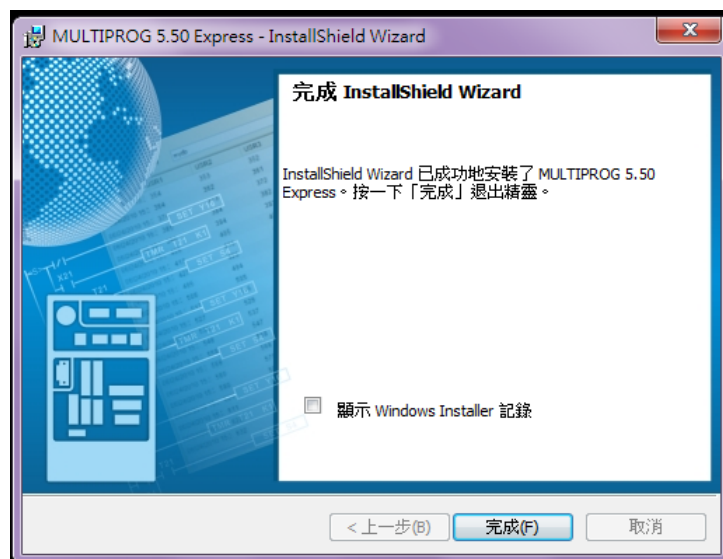 MULTIPROG 5.50 Express - InstallShield Wizard
完成 InstallShield Wizard
InstallShield Wizard 已成功地安裝了 MULTIPROG 5.50
Express。按一下「完成」退出精靈。
顯示 Windows Installer 記錄
< 上一步(B)
完成(F)
取消